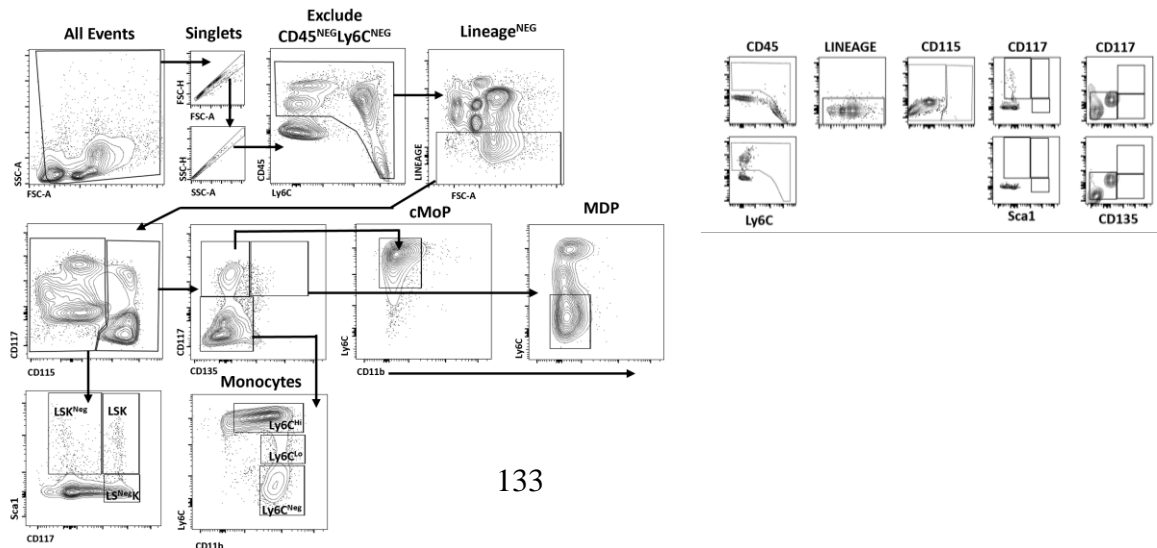 All Events
SSC-A
FSC-A
Singlets
FSC-H
FSC-A
SSC-H
SSC-A
Exclude
CD45NEGLy6CNEG
CD45
Ly6C
LineageNEG
LINEAGE
FSC-A
CD117
CD115
CD117
CD135
cMoP
Ly6C
CD11b
MDP
Ly6C
LSKNeg
LSK
LSNegK
Sca1
CD117
Monocytes
Ly6CHi
Ly6CLo
Ly6CNeg
Ly6C
CD11b
133
CD45
LINEAGE
CD115
CD117
CD117
Ly6C
Sca1
CD135